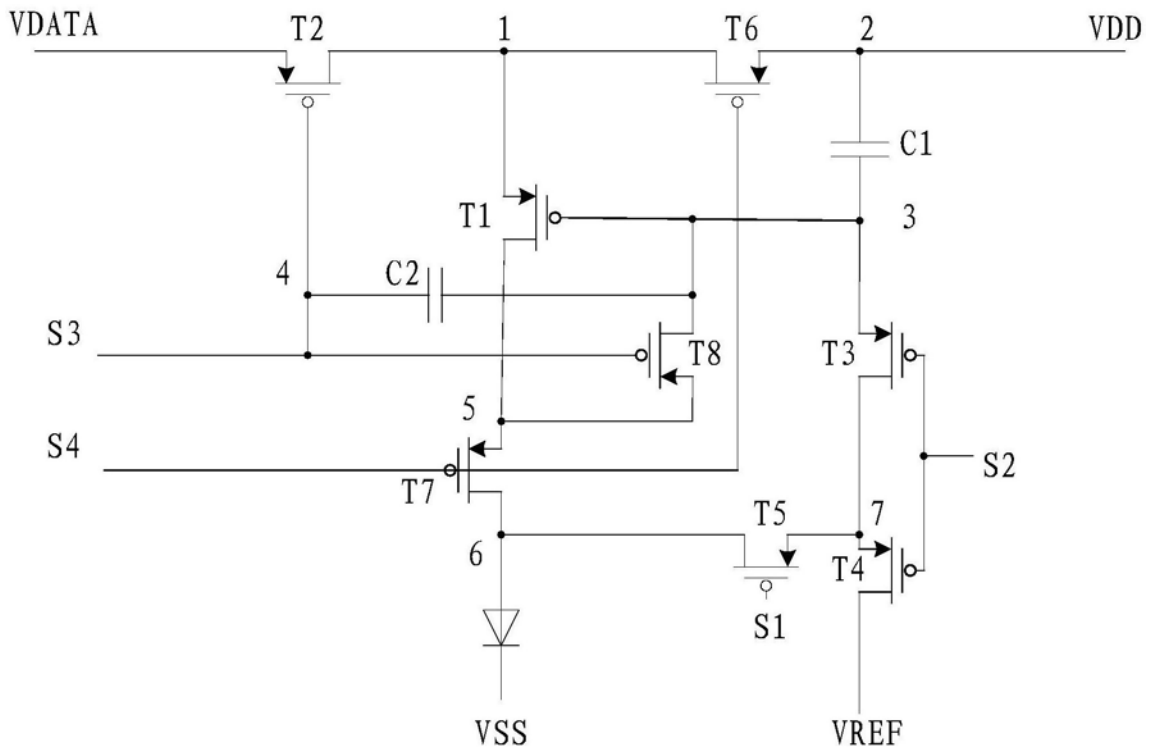 VDATA T2 1 T6 2 VDD
C1
T1 3
4 C2
S3 T8 T3
5
S4 T7 S2
6 T5 7
T4
S1
VSS VREF